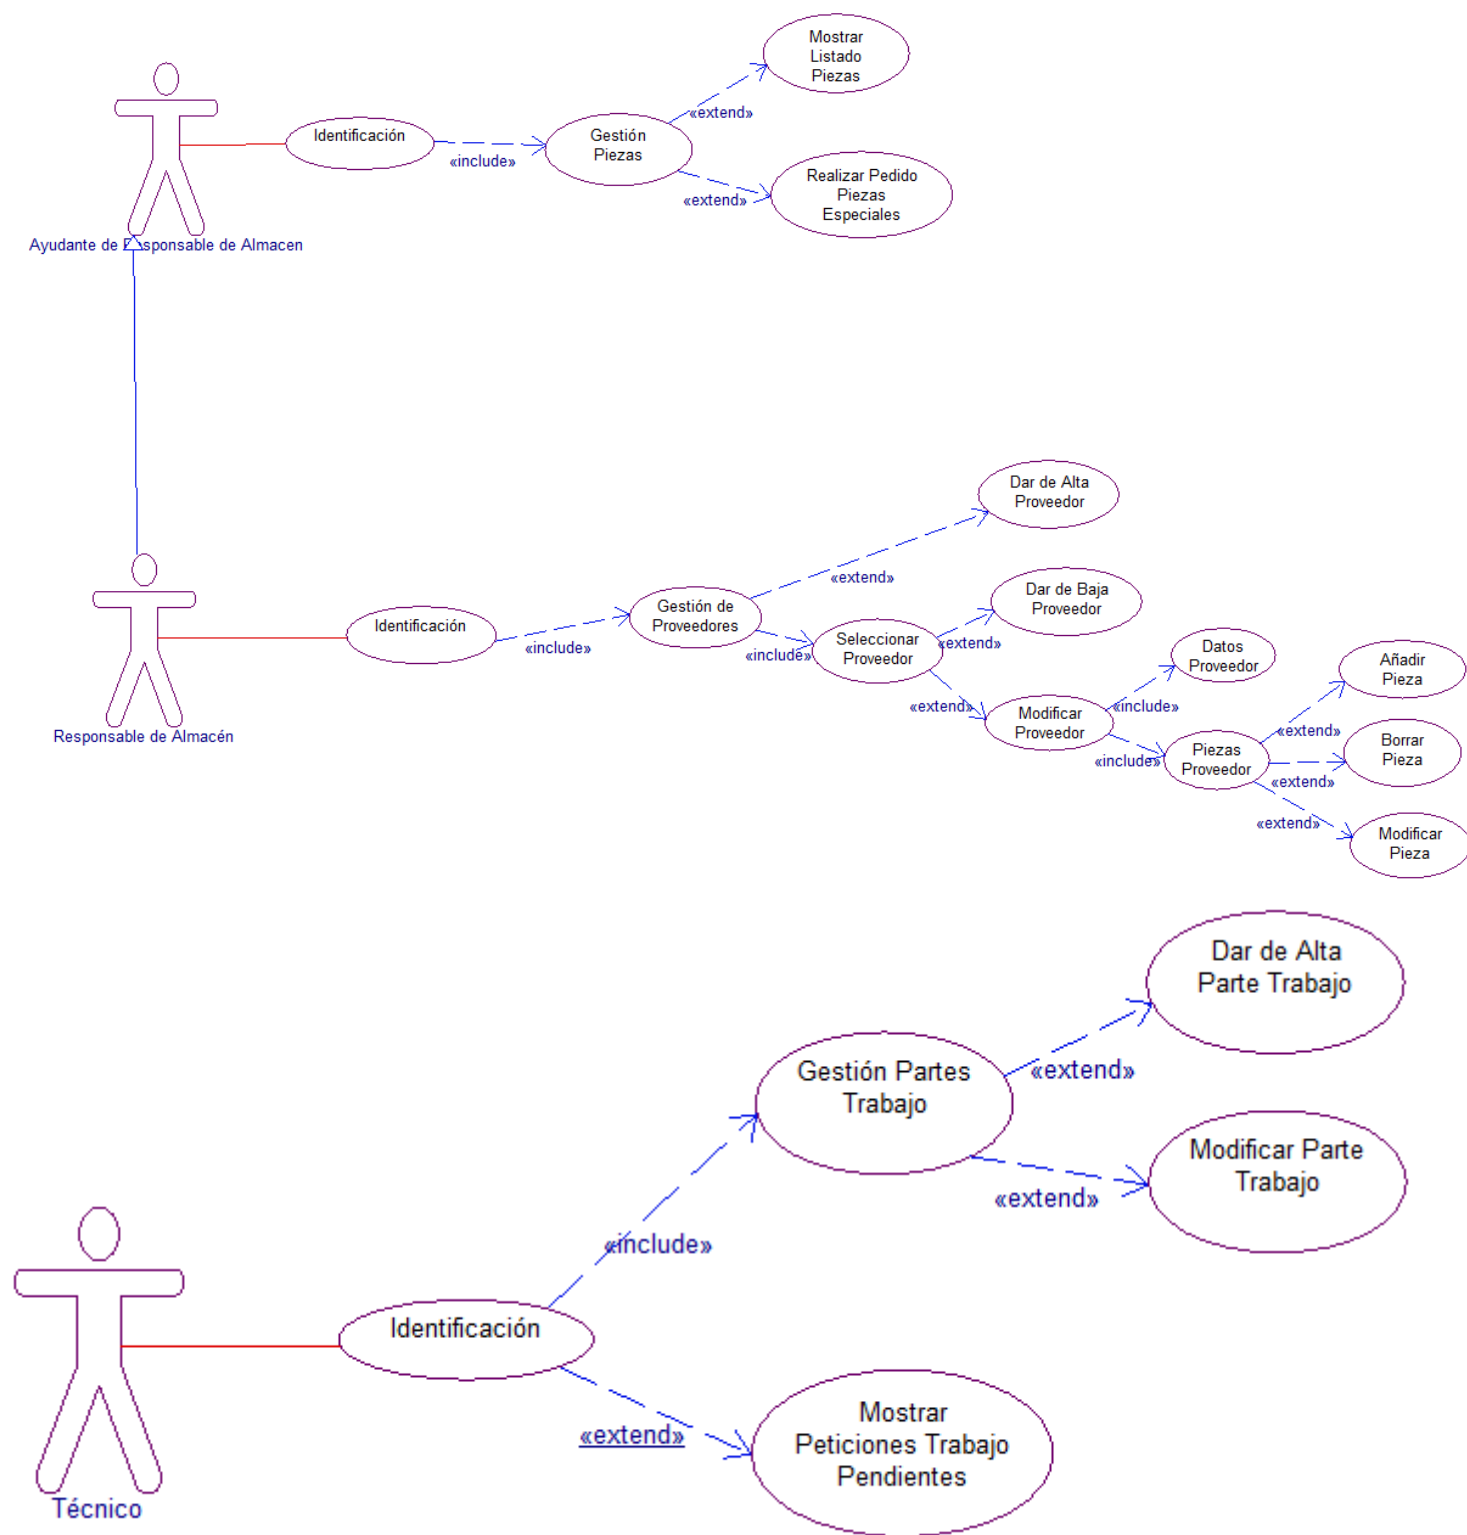 Mostrar
Listado
Piezas
«extend»
Identificación
«include»
Gestión
Piezas
«extend»
Realizar Pedido
Piezas
Especiales
Ayudante de Responsable de Almacen
Dar de Alta
Proveedor
«extend»
Identificación
«include»
Gestión de
Proveedores
«include»
Seleccionar
Proveedor
«extend»
Dar de Baja
Proveedor
«extend»
Modificar
Proveedor
«include»
Datos
Proveedor
«include»
Piezas
Proveedor
«extend»
Añadir
Pieza
«extend»
Borrar
Pieza
«extend»
Modificar
Pieza
Responsable de Almacén
Dar de Alta
Parte Trabajo
«extend»
Gestión Partes
Trabajo
«extend»
Modificar Parte
Trabajo
«include»
Identificación
«extend»
Mostrar
Peticiones Trabajo
Pendientes
Técnico